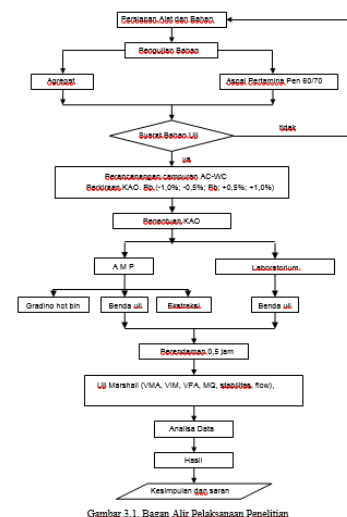 Persiapan Alat dan Bahan
Pengujian Bahan
Agregat
Aspal Pertamina Pen 60/70
Syarat Bahan Uji
tidak
ya
Perancanangan campuran AC-WC
Perkiraan KAO. Pb (-1,0%; -0,5%; Pb; +0,5%; +1,0%)
Penentuan KAO
A M P
Laboratorium.
Grading hot bin
Benda uji.
Ekstraksi.
Benda uji.
Perendaman 0,5 jam
Uji Marshall (VMA, VIM, VFA, MQ, stabilitas, flow),
Analisa Data
Hasil
Kesimpulan dan saran
Gambar 3.1. Bagan Alir Pelaksanaan Penelitian